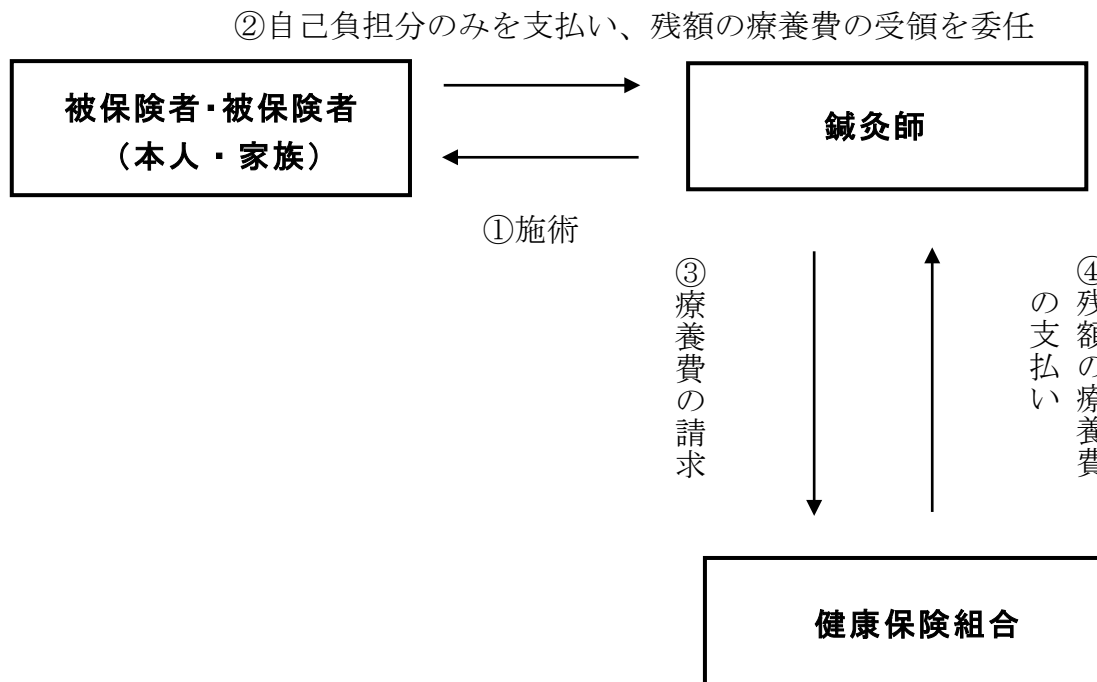 ②自己負担分のみを支払い、残額の療養費の受領を委任
被保険者・被保険者
（本人・家族）
鍼灸師
①施術
③療養費の請求
④残額の療養費
の支払い
健康保険組合